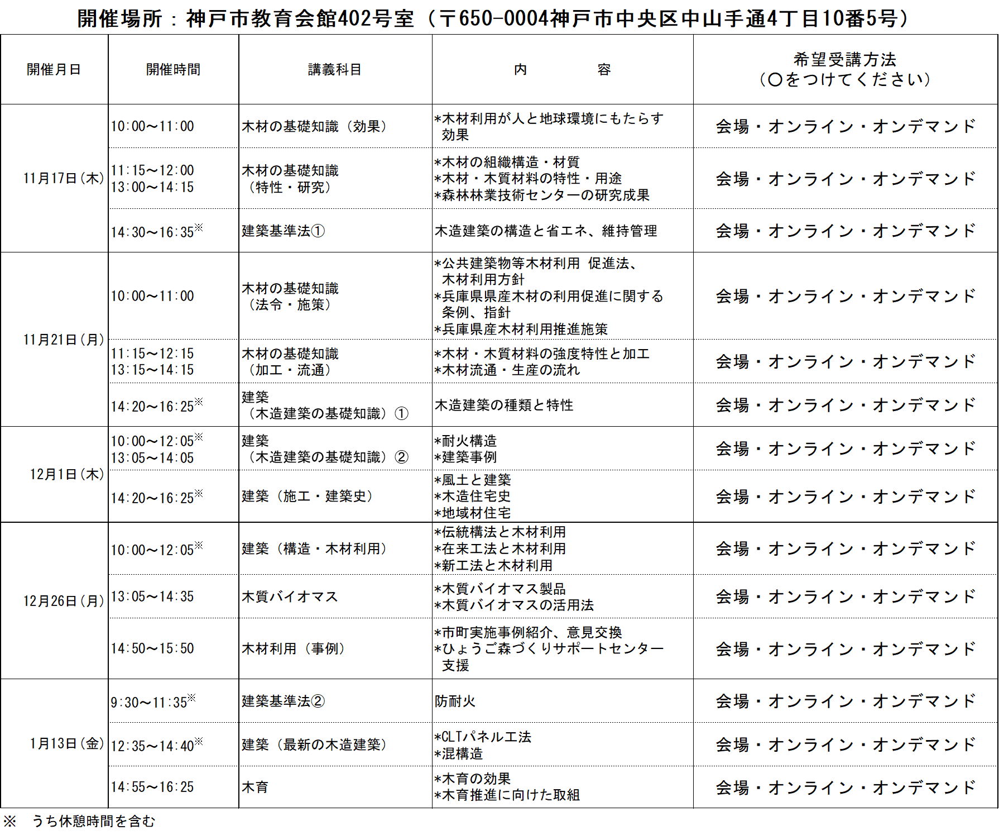 開催場所：神戸市教育会館402号室（〒650-0004神戸市中央区中山手通4丁目10番5号）
開催月日
開催時間
講義科目
内　　　　　容
希望受講方法
（〇をつけてください）
11月17日(木)
10:00～11:00
木材の基礎知識（効果）
*木材利用が人と地球環境にもたらす
効果
会場・オンライン・オンデマンド
11:15～12:00
13:00～14:15
木材の基礎知識
（特性・研究）
*木材の組織構造・材質
*木材・木質材料の特性・用途
*森林林業技術センターの研究成果
会場・オンライン・オンデマンド
14:30～16:35※
建築基準法①
木造建築の構造と省エネ、維持管理
会場・オンライン・オンデマンド
11月21日(月)
10:00～11:00
木材の基礎知識
（法令・施策）
*公共建築物等木材利用 促進法、
木材利用方針
*兵庫県県産木材の利用促進に関する
条例、指針
*兵庫県産木材利用推進施策
会場・オンライン・オンデマンド
11:15～12:15
13:15～14:15
木材の基礎知識
（加工・流通）
*木材・木質材料の強度特性と加工
*木材流通・生産の流れ
会場・オンライン・オンデマンド
14:20～16:25※
建築
（木造建築の基礎知識）①
木造建築の種類と特性
会場・オンライン・オンデマンド
12月1日(木)
10:00～12:05※
13:05～14:05
建築
（木造建築の基礎知識）②
*耐火構造
*建築事例
会場・オンライン・オンデマンド
14:20～16:25※
建築（施工・建築史）
*風土と建築
*木造住宅史
*地域材住宅
会場・オンライン・オンデマンド
12月26日(月)
10:00～12:05※
建築（構造・木材利用）
*伝統構法と木材利用
*在来工法と木材利用
*新工法と木材利用
会場・オンライン・オンデマンド
13:05～14:35
木質バイオマス
*木質バイオマス製品
*木質バイオマスの活用法
会場・オンライン・オンデマンド
14:50～15:50
木材利用（事例）
*市町実施事例紹介、意見交換
*ひょうご森づくりサポートセンター
支援
会場・オンライン・オンデマンド
1月13日(金)
9:30～11:35※
建築基準法②
防耐火
会場・オンライン・オンデマンド
12:35～14:40※
建築（最新の木造建築）
*CLTパネル工法
*混構造
会場・オンライン・オンデマンド
14:55～16:25
木育
*木育の効果
*木育推進に向けた取組
会場・オンライン・オンデマンド
※　うち休憩時間を含む